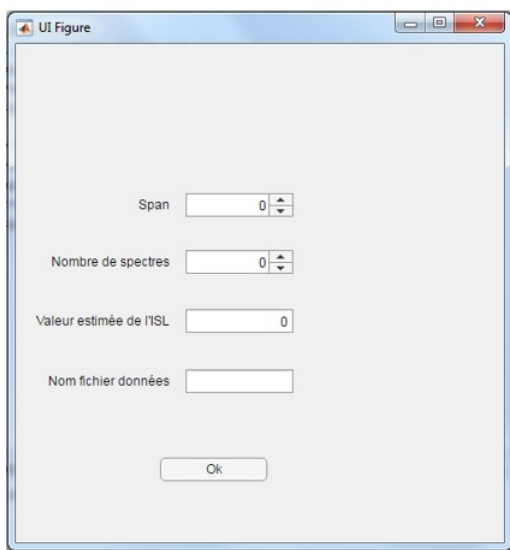 UI Figure
Span 0
Nombre de spectres 0
Valeur estimée de l'ISL 0
Nom fichier données
Ok